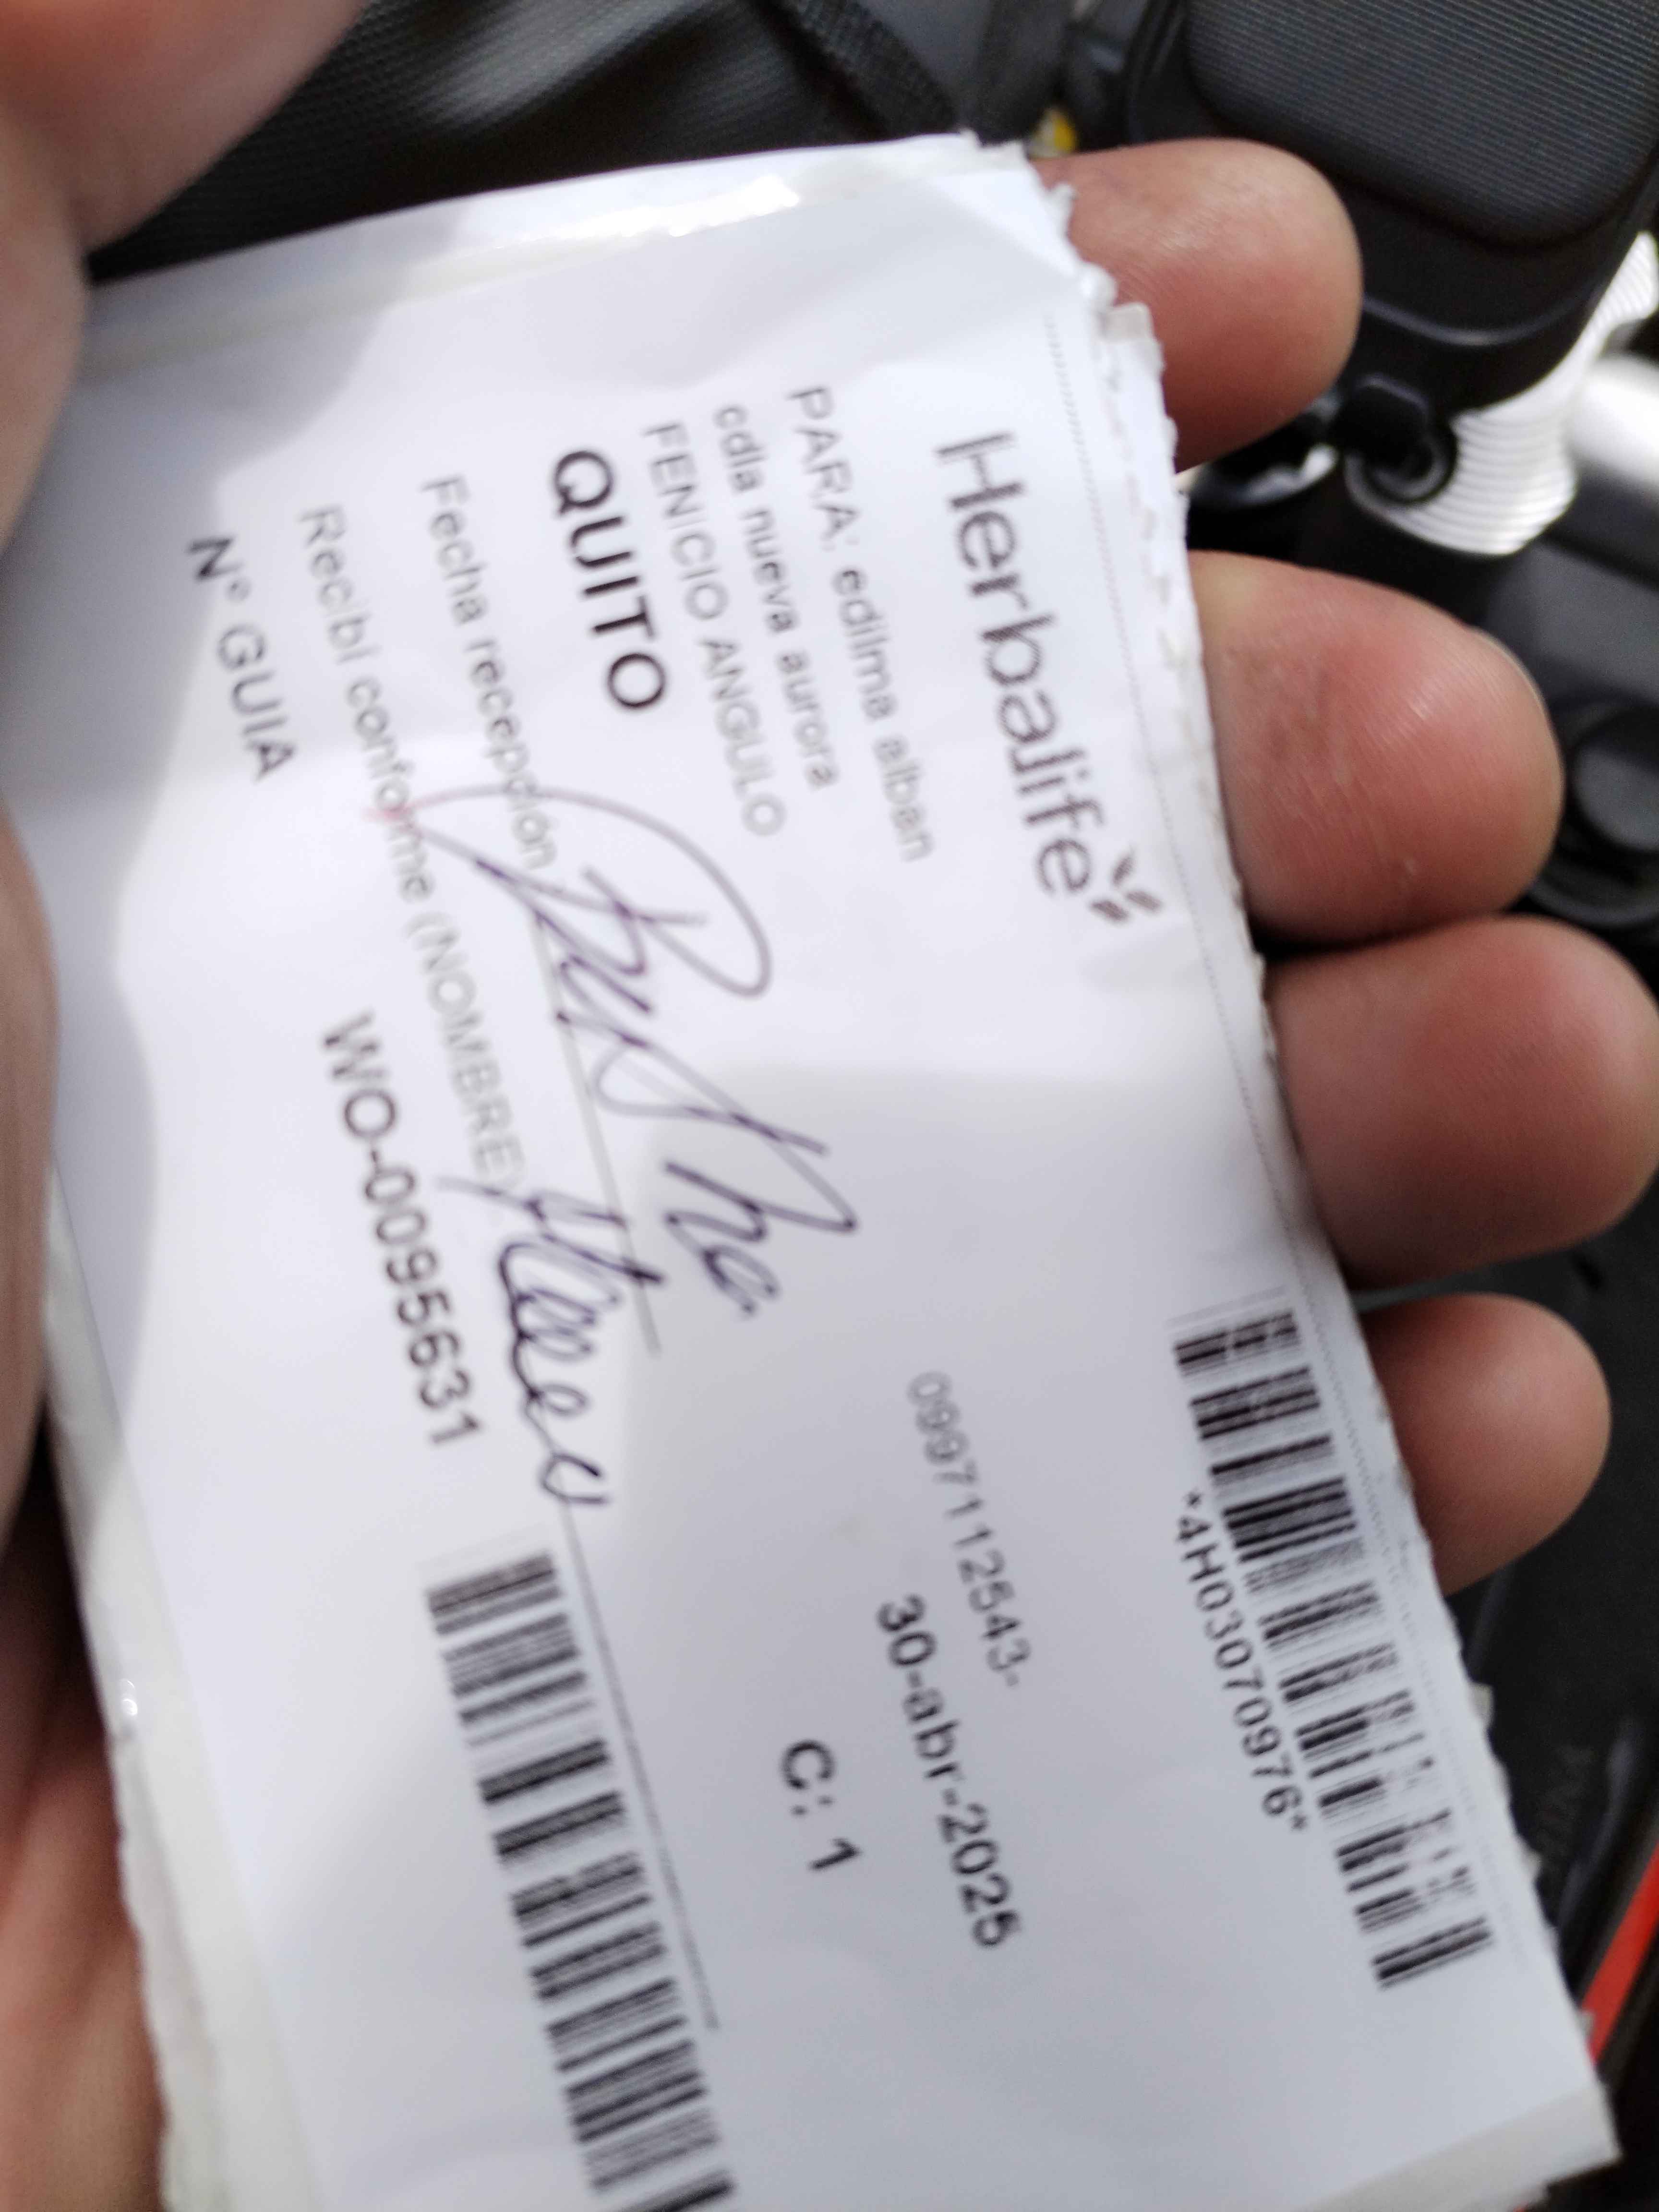 Herbalife
*4H03070976*
PARA: edilma alban
0997112543-
cdla nueva aurora
30-abr-2025
FENICIO ANGULO
QUITO
C: 1
Fecha recepción
Recibí conforme (NOMBRE)
N° GUIA
WO-0095631